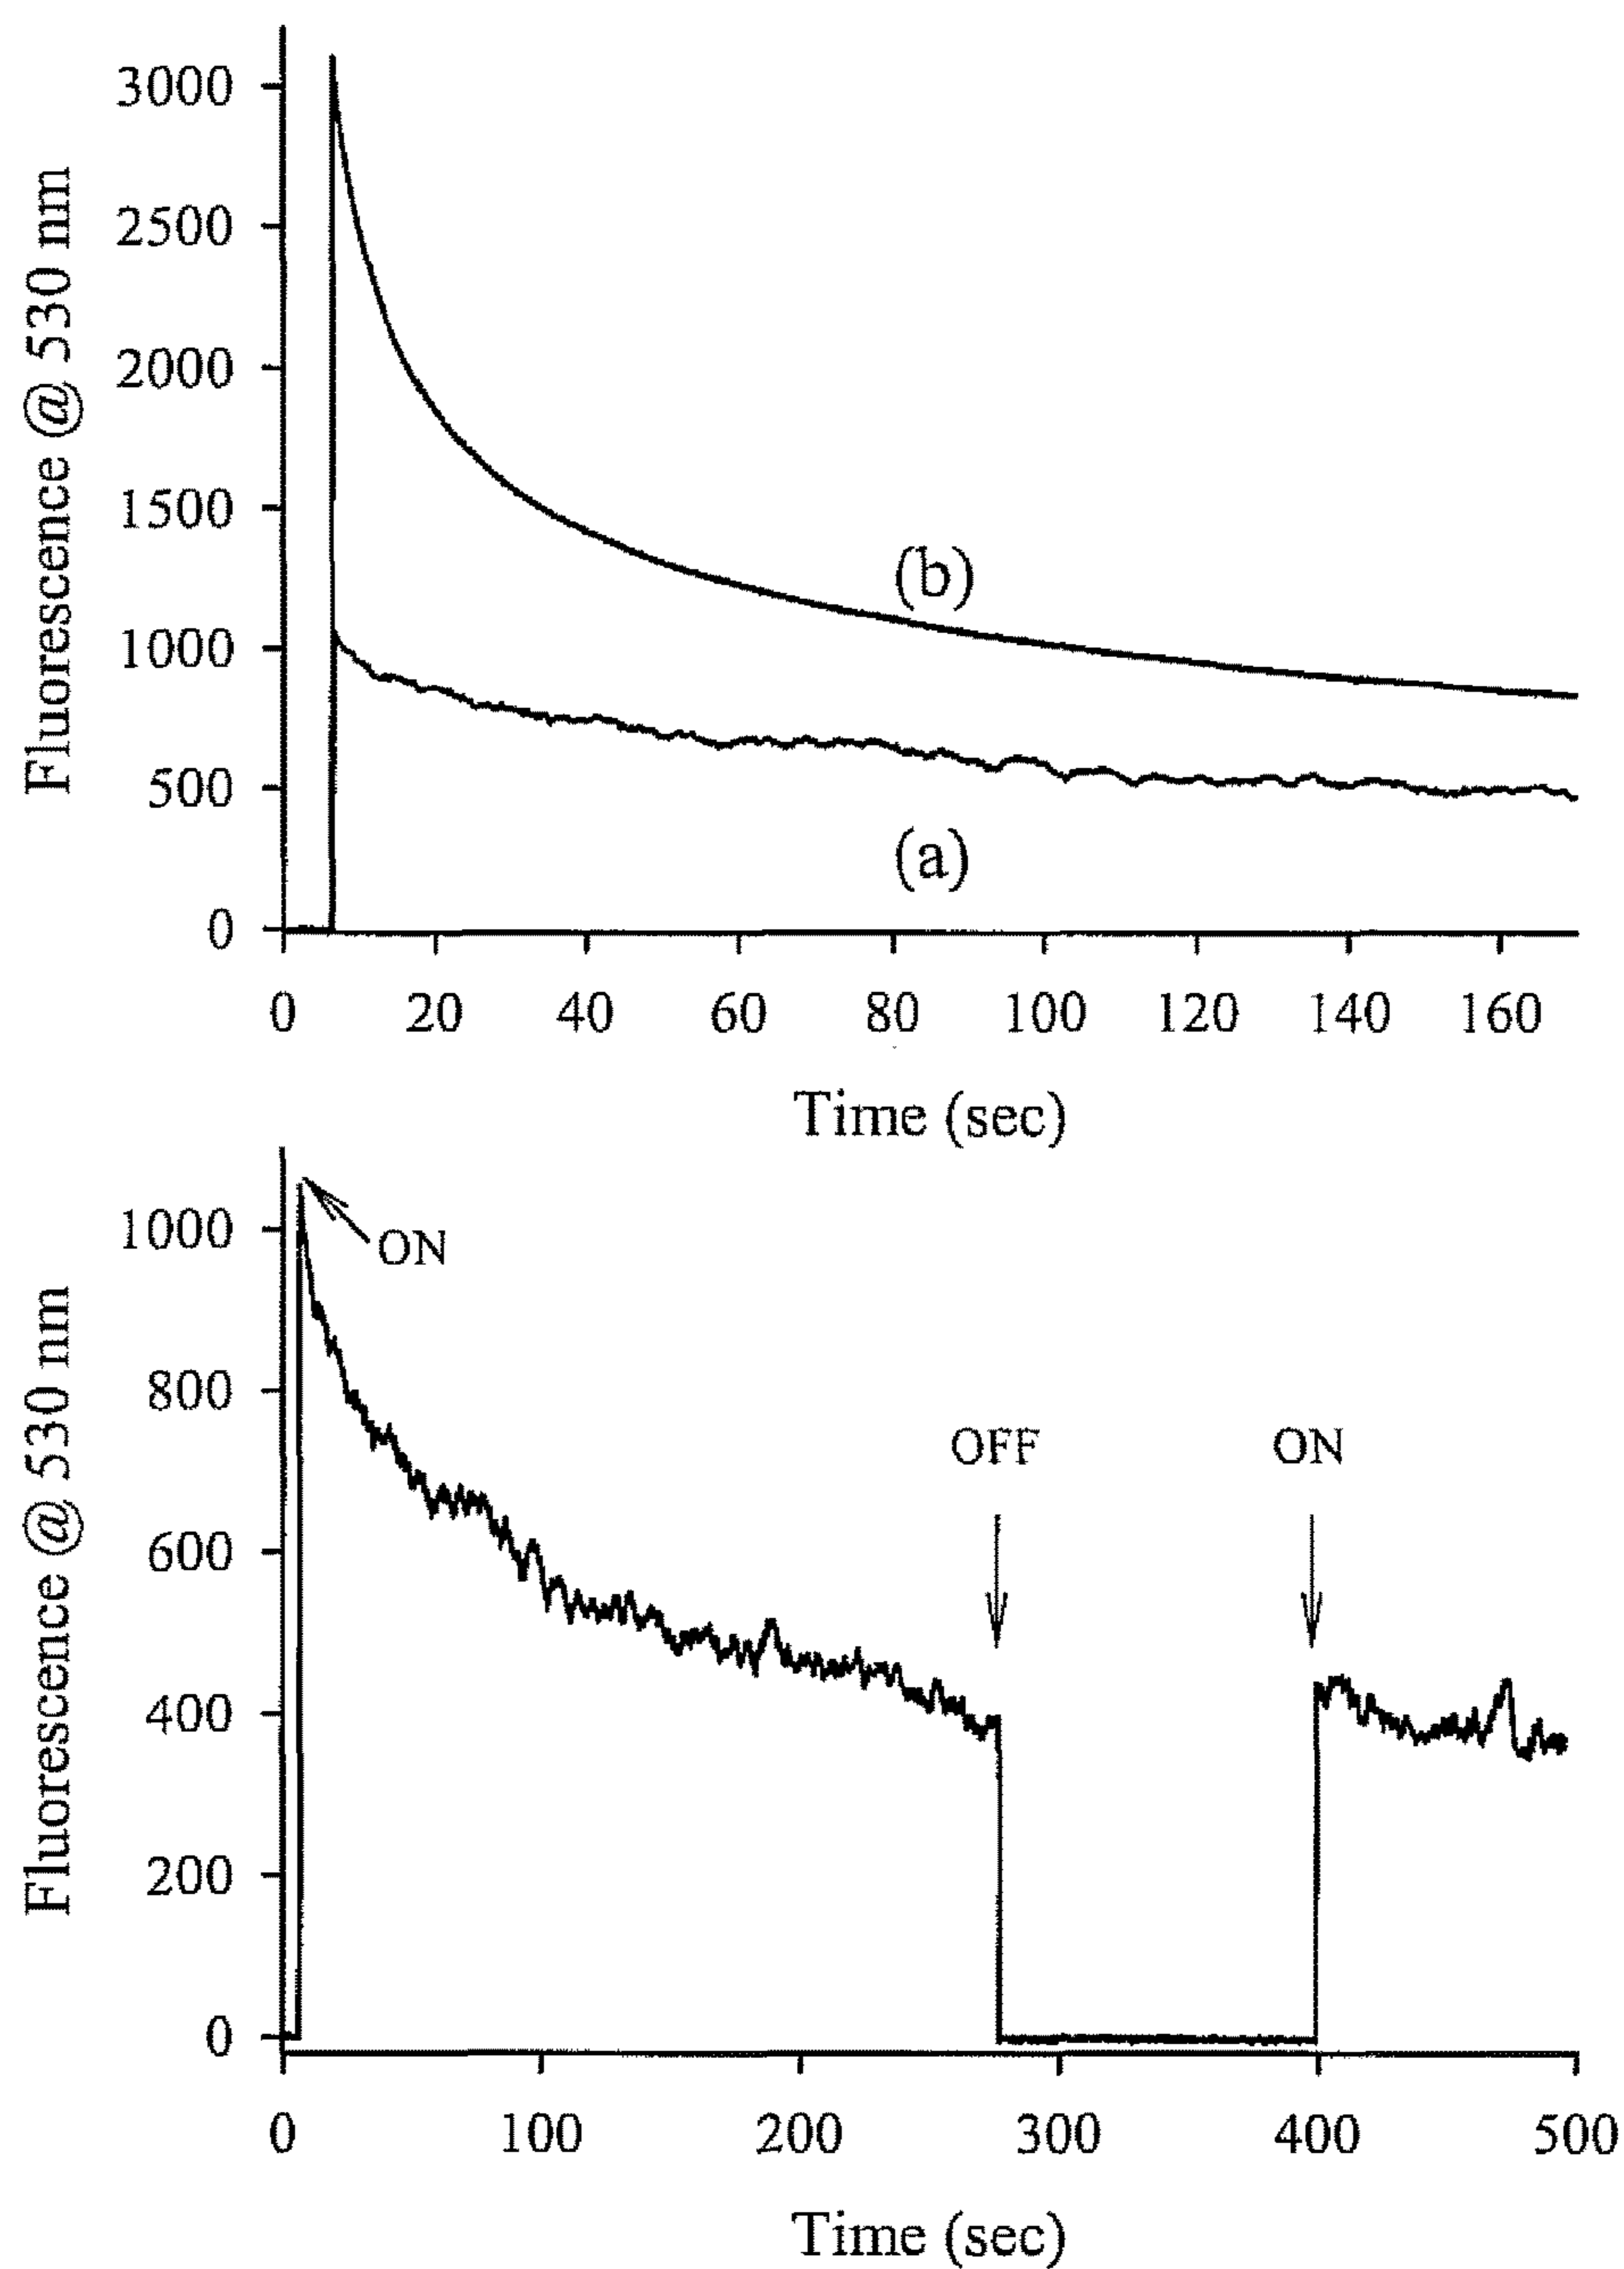 3000
2500
2000
1500
1000
500
0
Fluorescence @ 530 nm
(b)
(a)
0 20 40 60 80 100 120 140 160
Time (sec)
1000
800
600
400
200
0
Fluorescence @ 530 nm
ON
OFF ON
0 100 200 300 400 500
Time (sec)